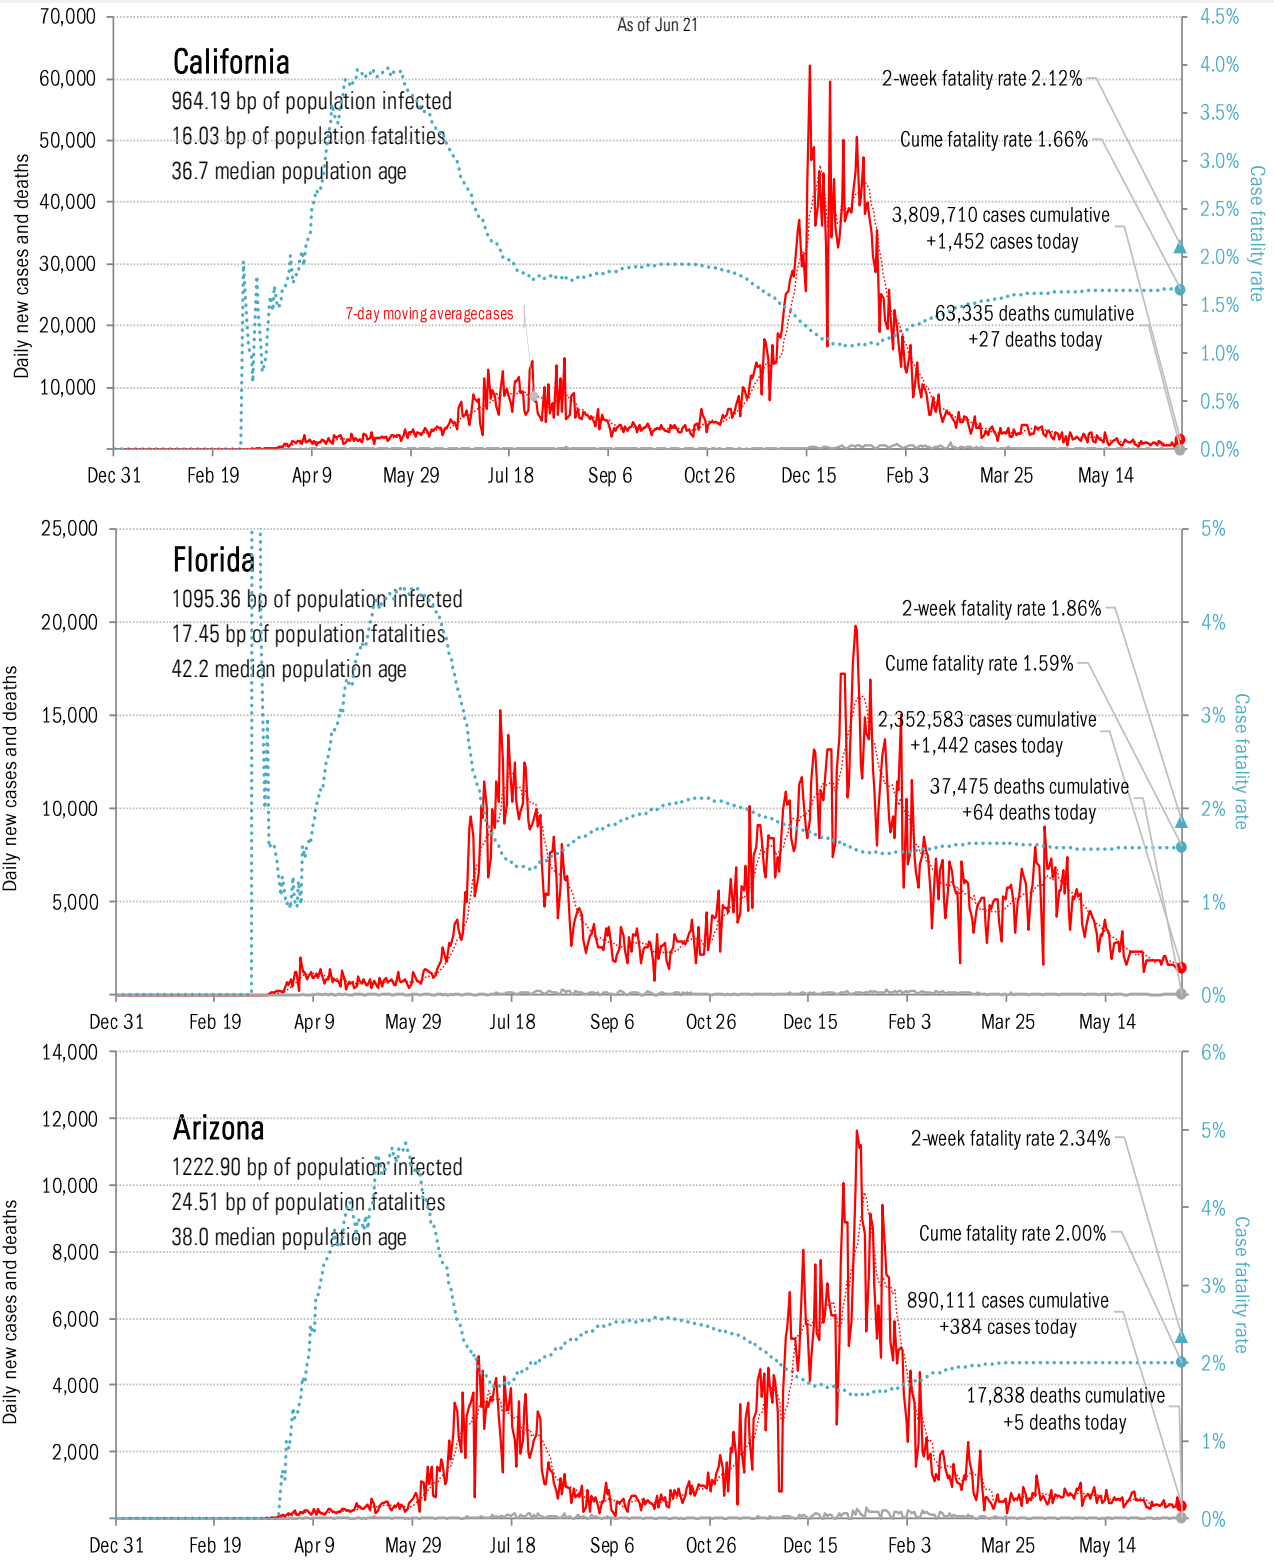 As of Jun 21
70,000
60,000
50,000
40,000
30,000
20,000
10,000
Daily new cases and deaths
California
964.19 bp of population infected
16.03 bp of population fatalities
36.7 median population age
7-day moving average cases
2-week fatality rate 2.12%
Cume fatality rate 1.66%
3,809,710 cases cumulative
+1,452 cases today
63,335 deaths cumulative
+27 deaths today
4.5%
4.0%
3.5%
3.0%
2.5%
2.0%
1.5%
1.0%
0.5%
0.0%
Case fatality rate
Dec 31 Feb 19 Apr 9 May 29 Jul 18 Sep 6 Oct 26 Dec 15 Feb 3 Mar 25 May 14
25,000
20,000
15,000
10,000
5,000
Daily new cases and deaths
Florida
1095.36 bp of population infected
17.45 bp of population fatalities
42.2 median population age
2-week fatality rate 1.86%
Cume fatality rate 1.59%
2,352,583 cases cumulative
+1,442 cases today
37,475 deaths cumulative
+64 deaths today
5%
4%
3%
2%
1%
0%
Case fatality rate
Dec 31 Feb 19 Apr 9 May 29 Jul 18 Sep 6 Oct 26 Dec 15 Feb 3 Mar 25 May 14
14,000
12,000
10,000
8,000
6,000
4,000
2,000
Daily new cases and deaths
Arizona
1222.90 bp of population infected
24.51 bp of population fatalities
38.0 median population age
2-week fatality rate 2.34%
Cume fatality rate 2.00%
890,111 cases cumulative
+384 cases today
17,838 deaths cumulative
+5 deaths today
6%
5%
4%
3%
2%
1%
0%
Case fatality rate
Dec 31 Feb 19 Apr 9 May 29 Jul 18 Sep 6 Oct 26 Dec 15 Feb 3 Mar 25 May 14